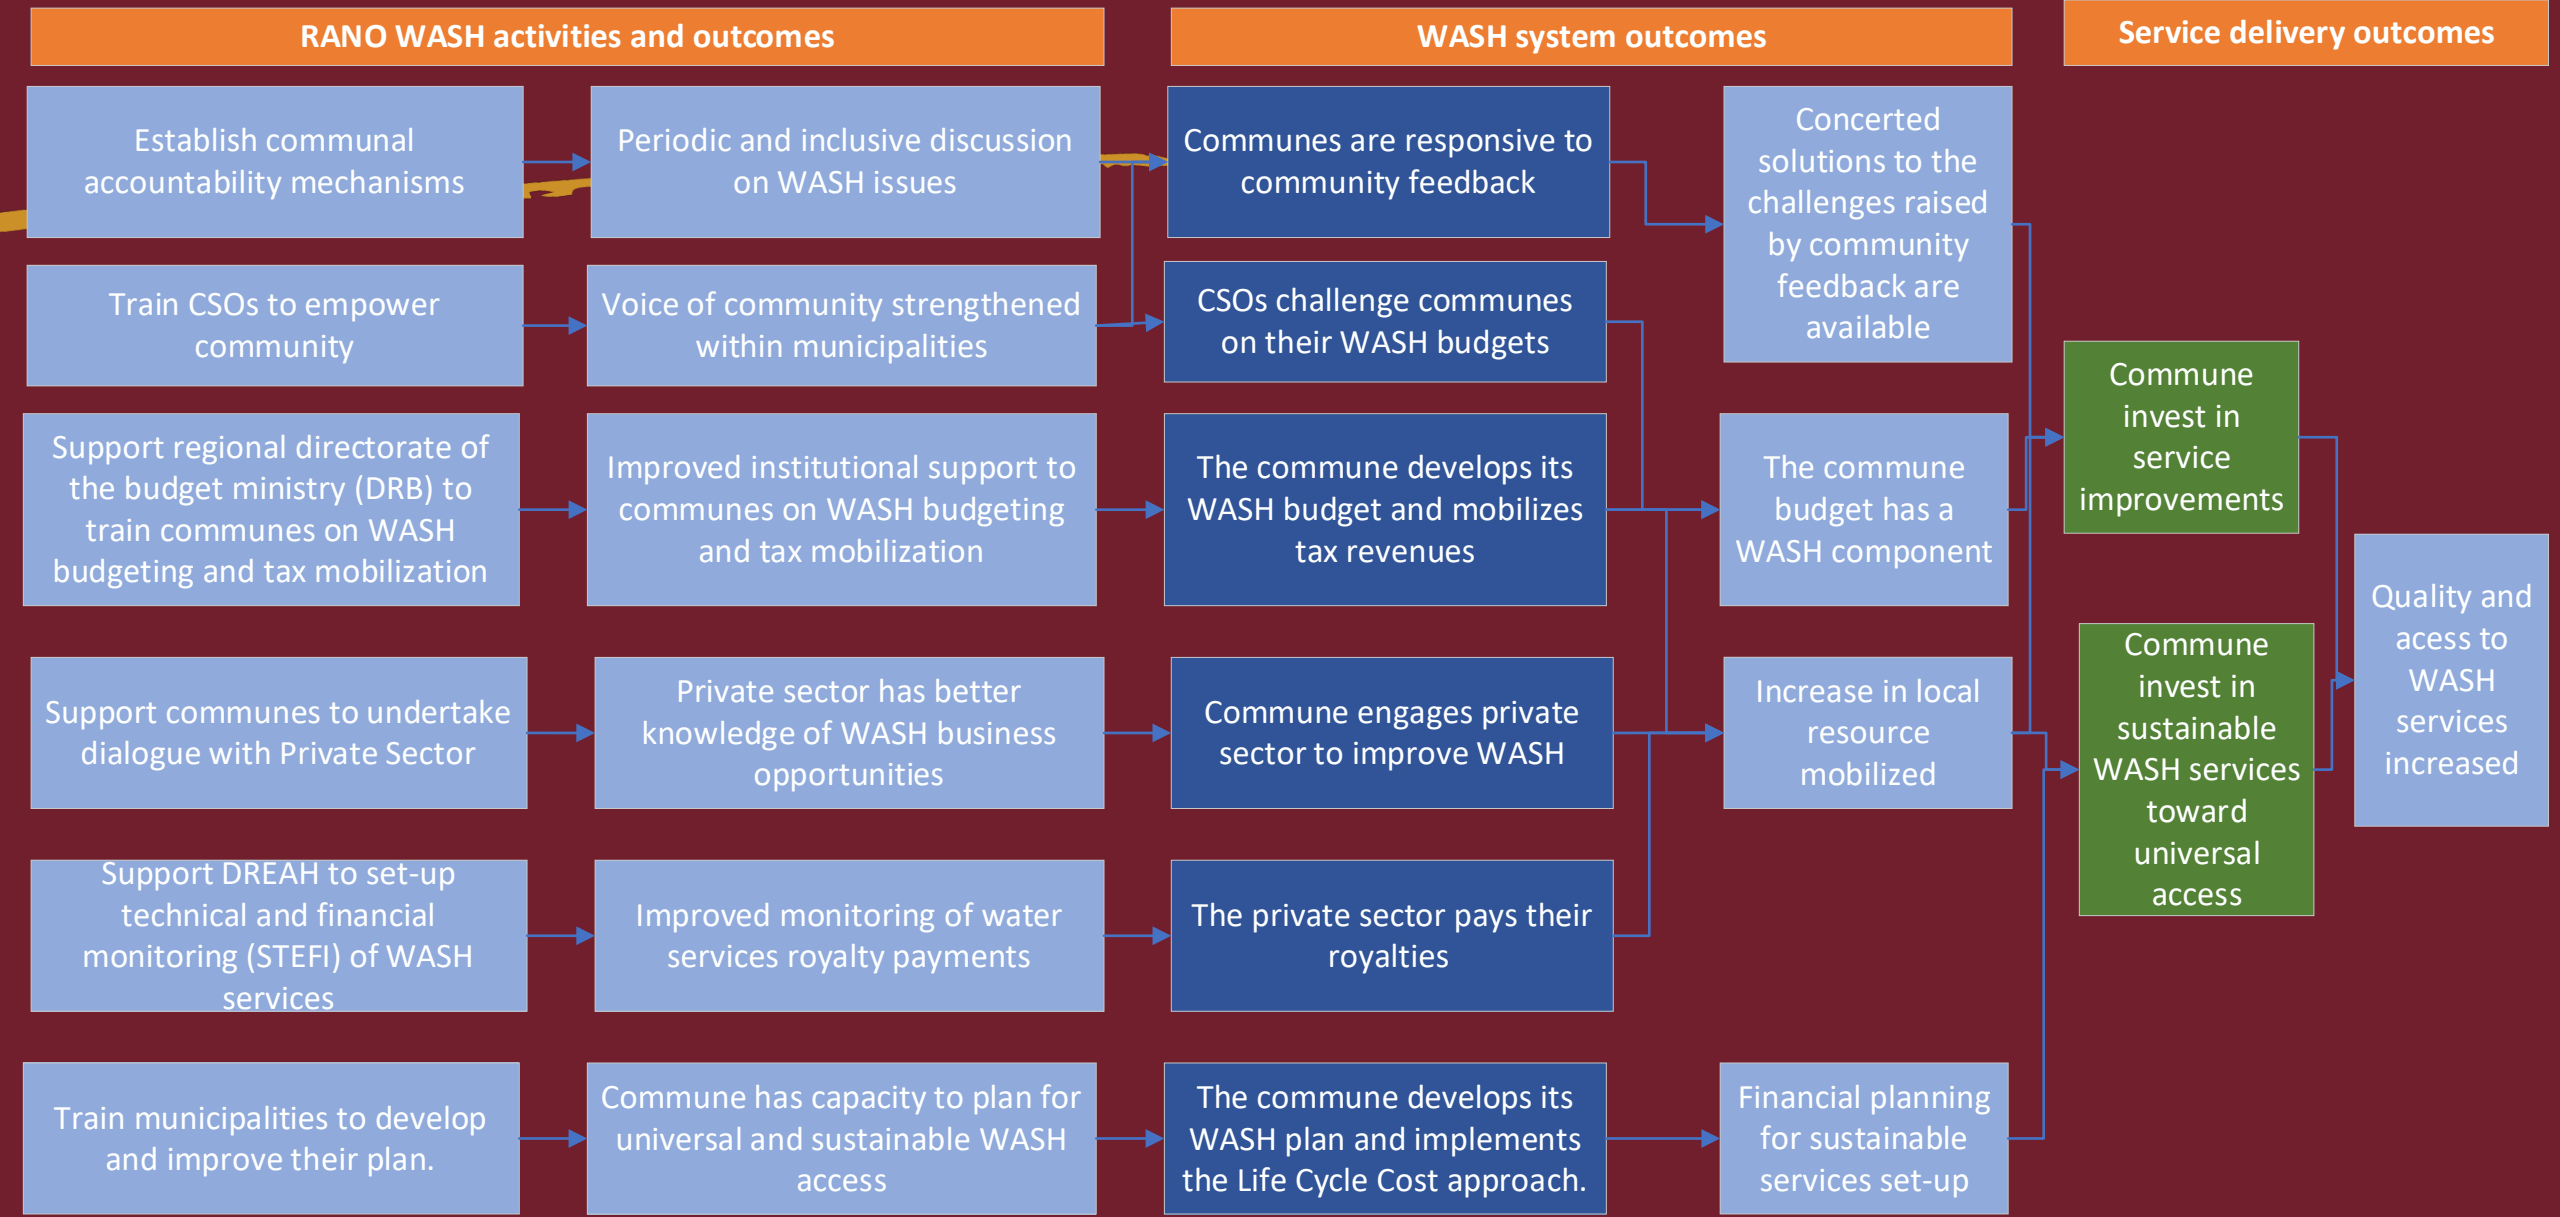 RANO WASH activities and outcomes
WASH system outcomes
Service delivery outcomes
Establish communal
accountability mechanisms
Periodic and inclusive discussion
on WASH issues
Communes are responsive to
community feedback
Concerted
solutions to the
challenges raised
by community
feedback are
available
Train CSOs to empower
community
Voice of community strengthened
within municipalities
CSOs challenge communes
on their WASH budgets
Support regional directorate of
the budget ministry (DRB) to
train communes on WASH
budgeting and tax mobilization
Improved institutional support to
communes on WASH budgeting
and tax mobilization
The commune develops its
WASH budget and mobilizes
tax revenues
The commune
budget has a
WASH component
Commune
invest in
service
improvements
Support communes to undertake
dialogue with Private Sector
Private sector has better
knowledge of WASH business
opportunities
Commune engages private
sector to improve WASH
Increase in local
resource
mobilized
Commune
invest in
sustainable
WASH services
toward
universal
access
Quality and
acess to
WASH
services
increased
Support DREAH to set-up
technical and financial
monitoring (STEFI) of WASH
services
Improved monitoring of water
services royalty payments
The private sector pays their
royalties
Train municipalities to develop
and improve their plan.
Commune has capacity to plan for
universal and sustainable WASH
access
The commune develops its
WASH plan and implements
the Life Cycle Cost approach.
Financial planning
for sustainable
services set-up